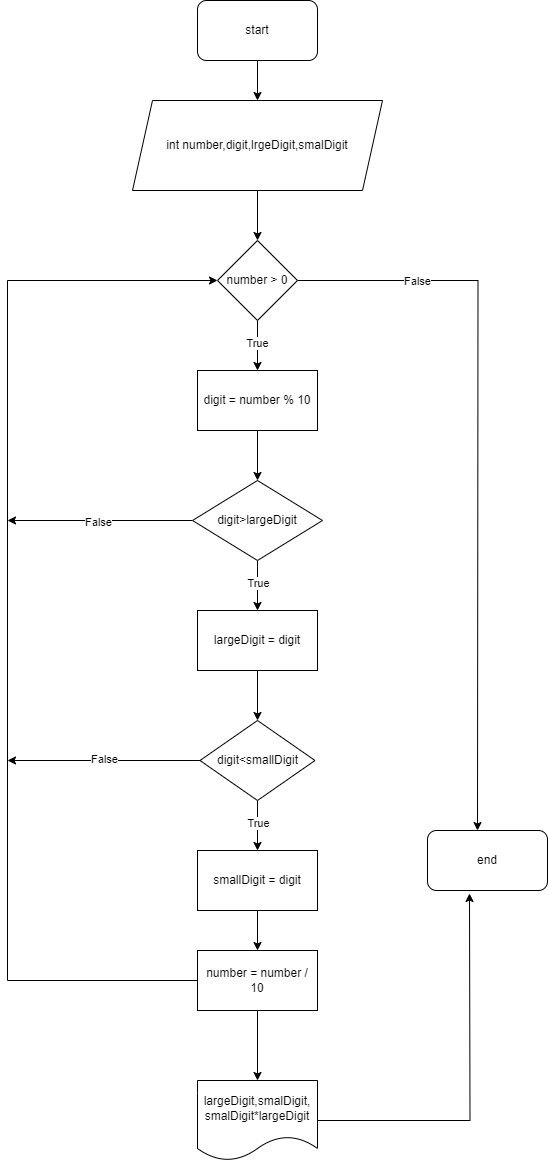 start
int number,digit,lrgeDigit,smalDigit
number > 0
False
True
digit = number % 10
digit>largeDigit
False
True
largeDigit = digit
digit<smallDigit
False
True
smallDigit = digit
end
number = number /
10
largeDigit,smalDigit,
smalDigit*largeDigit